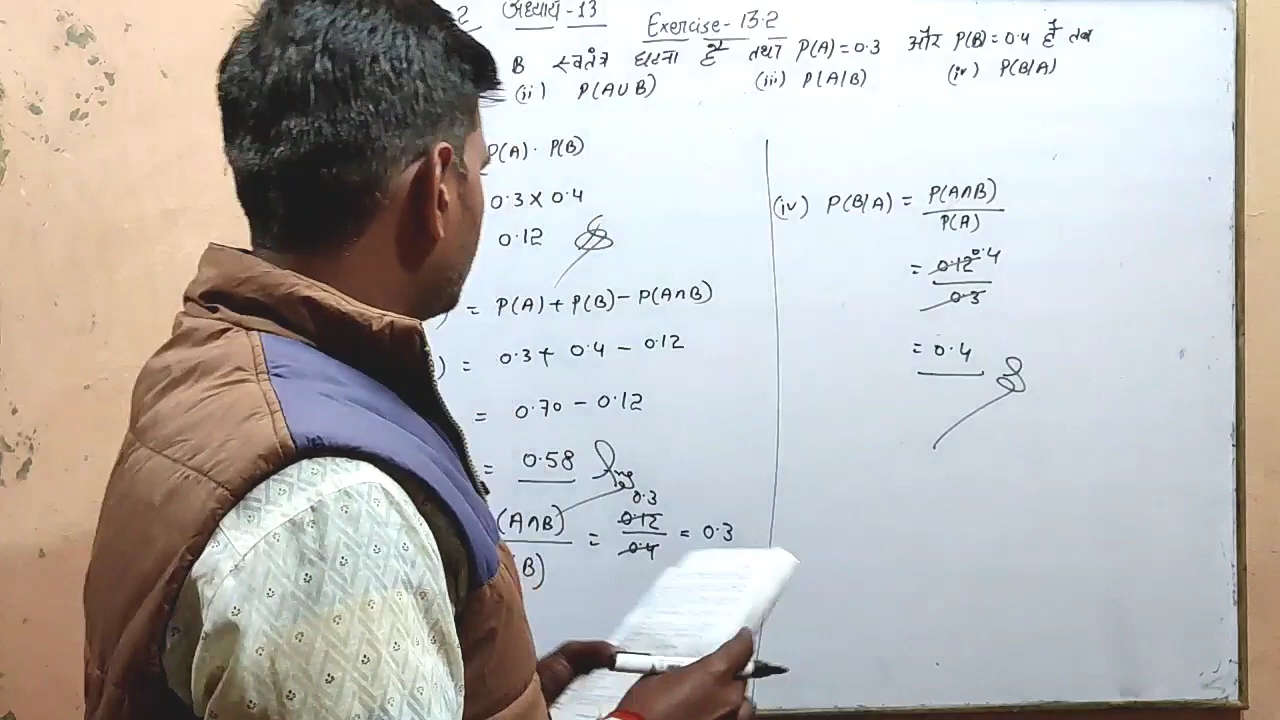 2 अध्याय-13 Exercise-13.2
B स्वतंत्र घटना हैं तथा P(A)=0.3 और P(B)=0.4 हैं तब
(ii) P(A∪B) (iii) P(A|B) (iv) P(B|A)
P(A)·P(B)
0.3×0.4
0.12
) = P(A)+P(B)-P(A∩B)
) = 0.3+0.4-0.12
= 0.70-0.12
= 0.58 Ans
0.3
(A∩B) = 0.12 = 0.3
B) 0.4
(iv) P(B|A) = P(A∩B)
P(A)
0.4
= 0.12
0.3
= 0.4